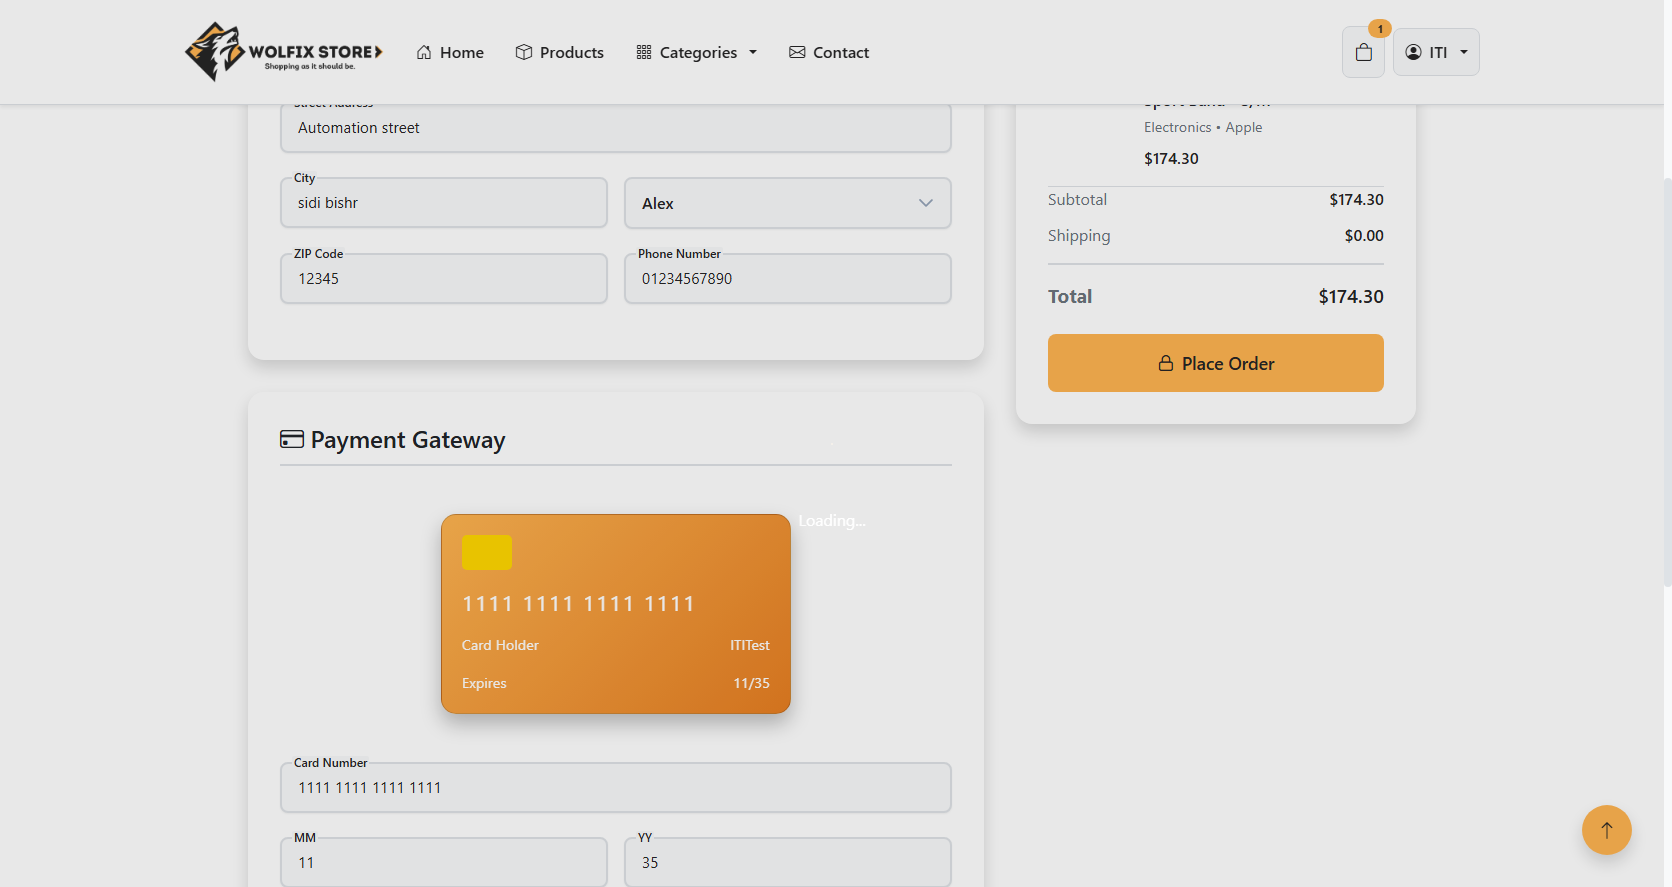 WOLFIX STORE
Shopping as it should be.
Home
Products
Categories
Contact
1
ITI
Street Address
Automation street
City
sidi bishr
Alex
ZIP Code
12345
Phone Number
01234567890
Electronics • Apple
$174.30
Subtotal
$174.30
Shipping
$0.00
Total
$174.30
Place Order
Payment Gateway
Loading...
1111 1111 1111 1111
Card Holder
ITITest
Expires
11/35
Card Number
1111 1111 1111 1111
MM
11
YY
35